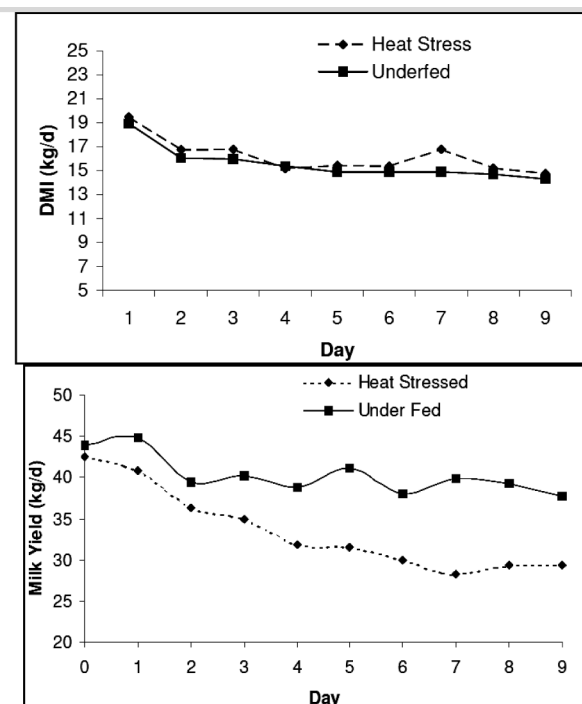 Heat Stress
Underfed
DMI (kg/d)
25
23
21
19
17
15
13
11
9
7
5
1 2 3 4 5 6 7 8 9
Day
Heat Stressed
Under Fed
Milk Yield (kg/d)
50
45
40
35
30
25
20
0 1 2 3 4 5 6 7 8 9
Day